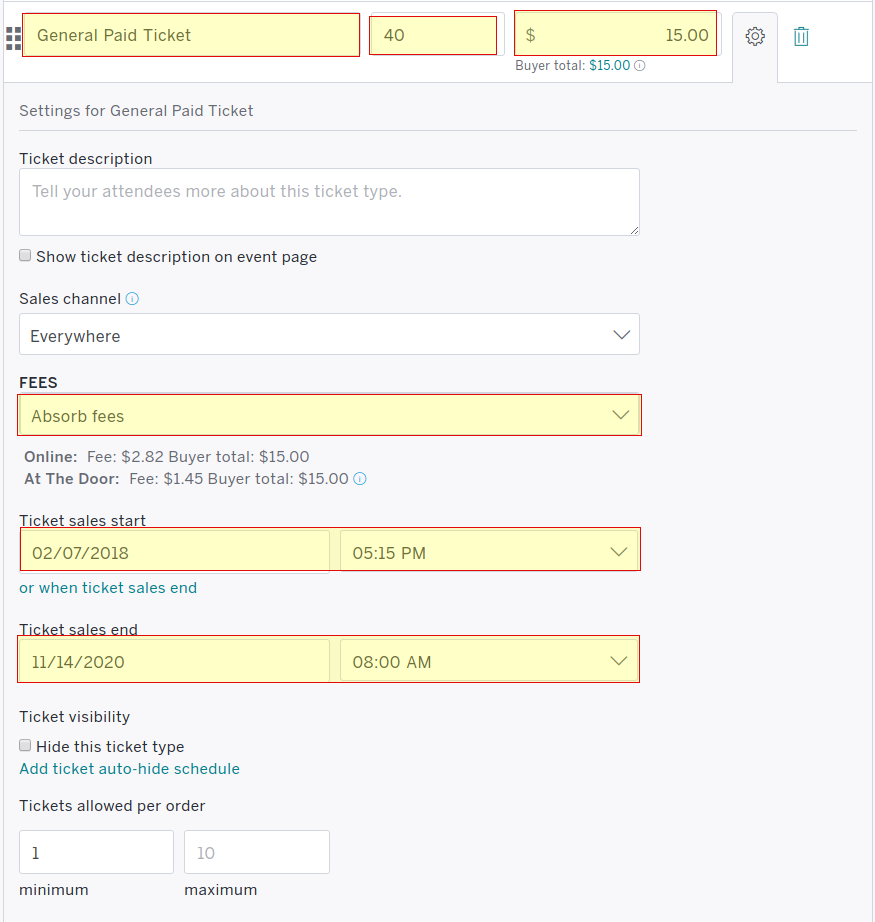 General Paid Ticket 40 $ 15.00
Buyer total: $15.00
Settings for General Paid Ticket
Ticket description
Tell your attendees more about this ticket type.
Show ticket description on event page
Sales channel
Everywhere
FEES
Absorb fees
Online: Fee: $2.82 Buyer total: $15.00
At The Door: Fee: $1.45 Buyer total: $15.00
Ticket sales start
02/07/2018 05:15 PM
or when ticket sales end
Ticket sales end
11/14/2020 08:00 AM
Ticket visibility
Hide this ticket type
Add ticket auto-hide schedule
Tickets allowed per order
1 10
minimum maximum